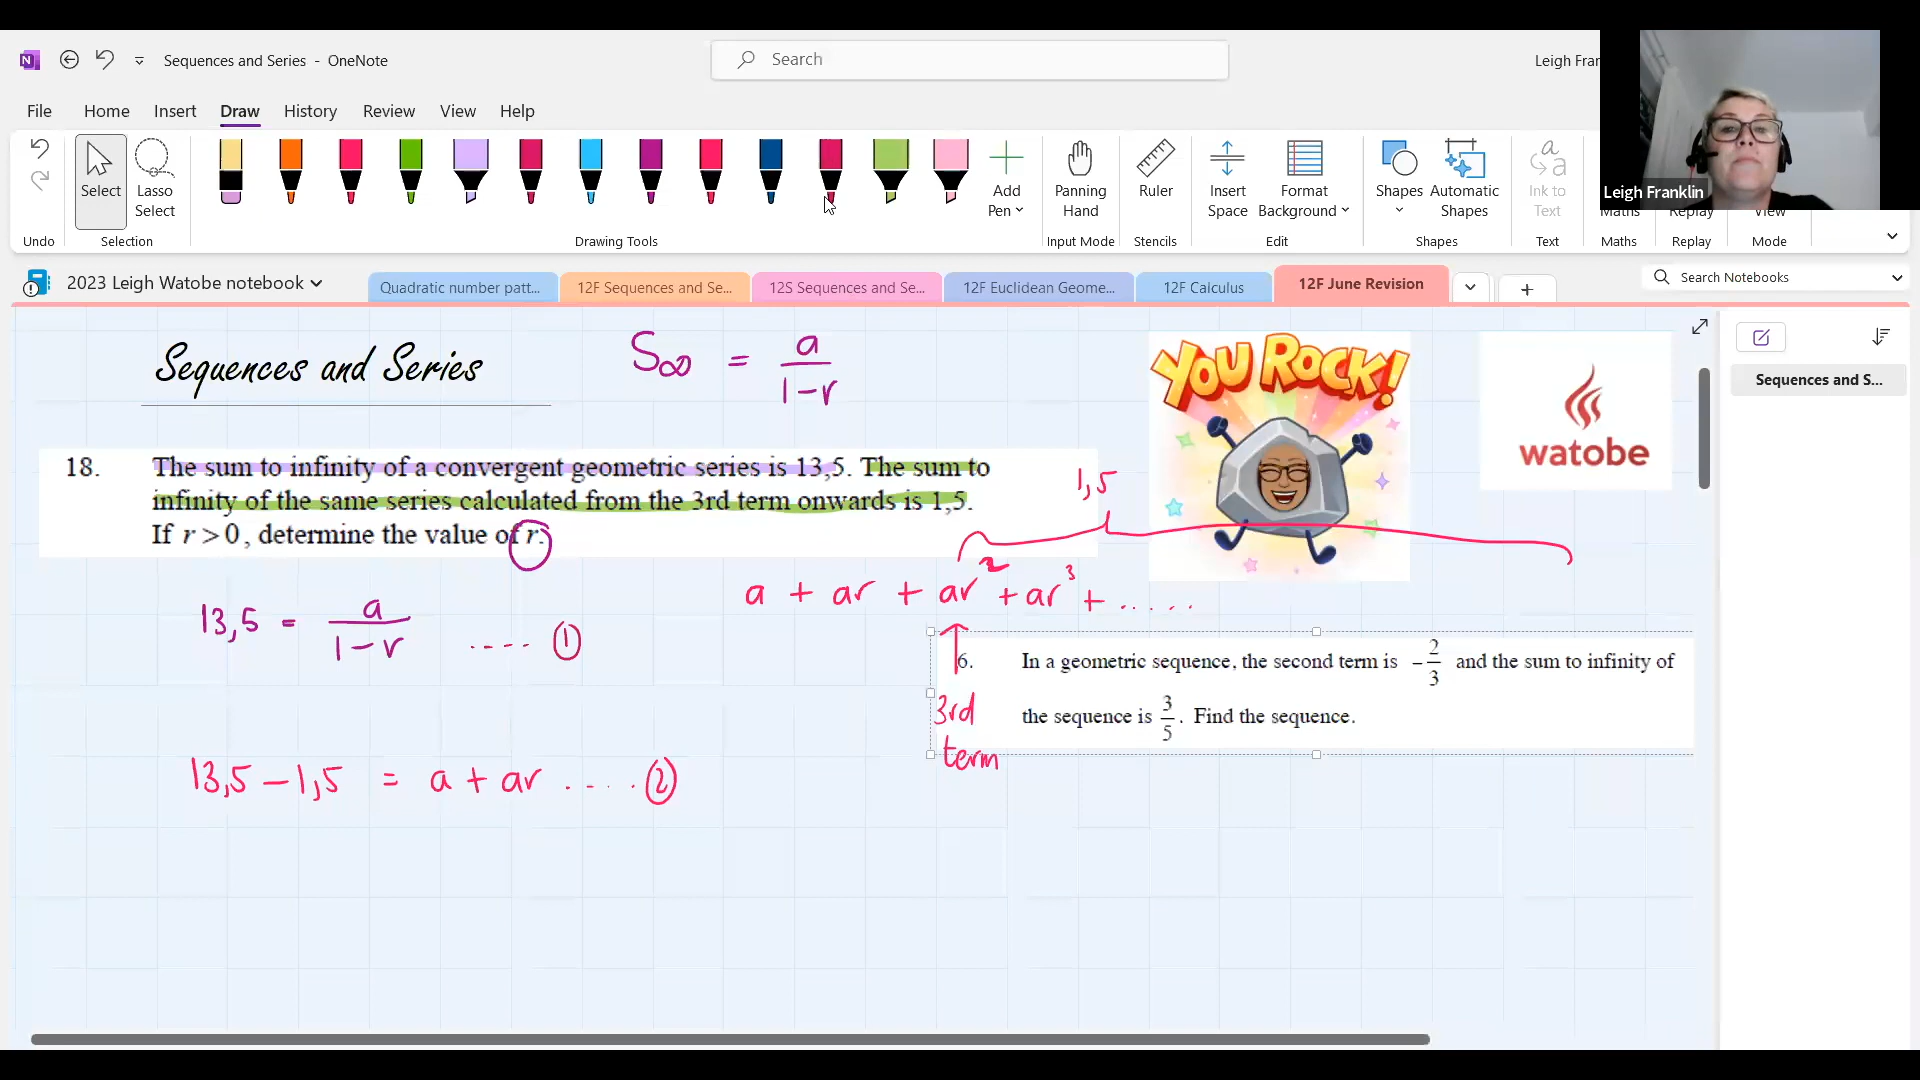 Sequences and Series - OneNote
Search
Leigh Fran
File Home Insert Draw History Review View Help
Select
Lasso Select
Add Pen
Panning Hand
Ruler
Insert Space
Format Background
Shapes
Automatic Shapes
Ink to Text
Maths
Replay
View
Leigh Franklin
Undo Selection Drawing Tools Input Mode Stencils Edit Shapes Text Maths Replay Mode
2023 Leigh Watobe notebook
Quadratic number patt...
12F Sequences and Se...
12S Sequences and Se...
12F Euclidean Geome...
12F Calculus
12F June Revision
Search Notebooks
Sequences and S...
Sequences and Series
S∞ = a/(1-r)
YOU ROCK!
watobe
18. The sum to infinity of a convergent geometric series is 13,5. The sum to
infinity of the same series calculated from the 3rd term onwards is 1,5.
If r > 0, determine the value of r.
1,5
a + ar + ar² + ar³ + ......
13,5 = a/(1-r) .... ①
6. In a geometric sequence, the second term is -2/3 and the sum to infinity of
the sequence is 3/5. Find the sequence.
3rd
term
13,5 - 1,5 = a + ar ..... ②